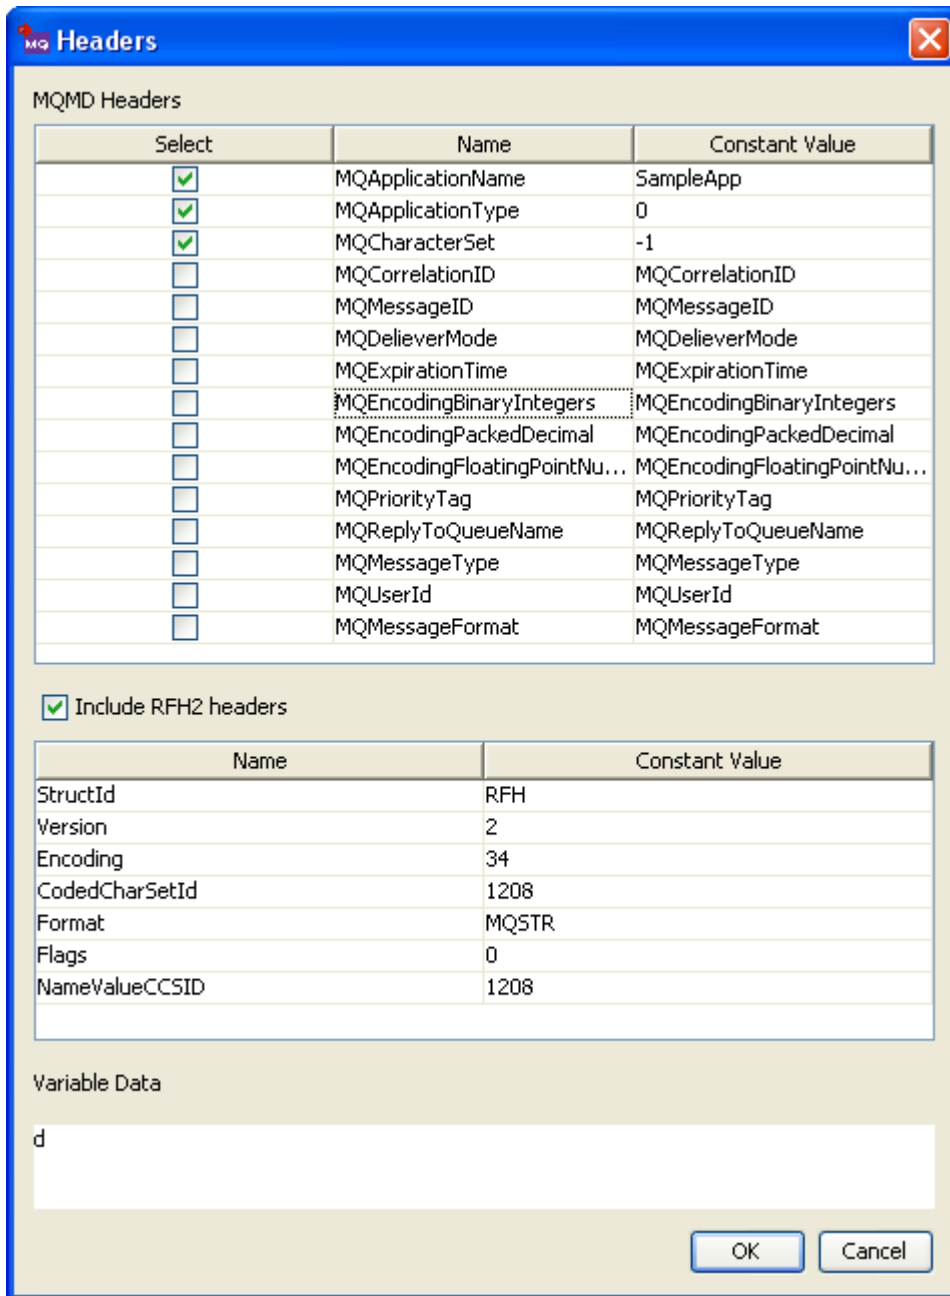 MQ Headers
MQMD Headers
Select Name Constant Value
MQApplicationName SampleApp
MQApplicationType 0
MQCharacterSet -1
MQCorrelationID MQCorrelationID
MQMessageID MQMessageID
MQDelieverMode MQDelieverMode
MQExpirationTime MQExpirationTime
MQEncodingBinaryIntegers MQEncodingBinaryIntegers
MQEncodingPackedDecimal MQEncodingPackedDecimal
MQEncodingFloatingPointNu... MQEncodingFloatingPointNu...
MQPriorityTag MQPriorityTag
MQReplyToQueueName MQReplyToQueueName
MQMessageType MQMessageType
MQUserId MQUserId
MQMessageFormat MQMessageFormat
Include RFH2 headers
Name Constant Value
StructId RFH
Version 2
Encoding 34
CodedCharSetId 1208
Format MQSTR
Flags 0
NameValueCCSID 1208
Variable Data
d
OK Cancel